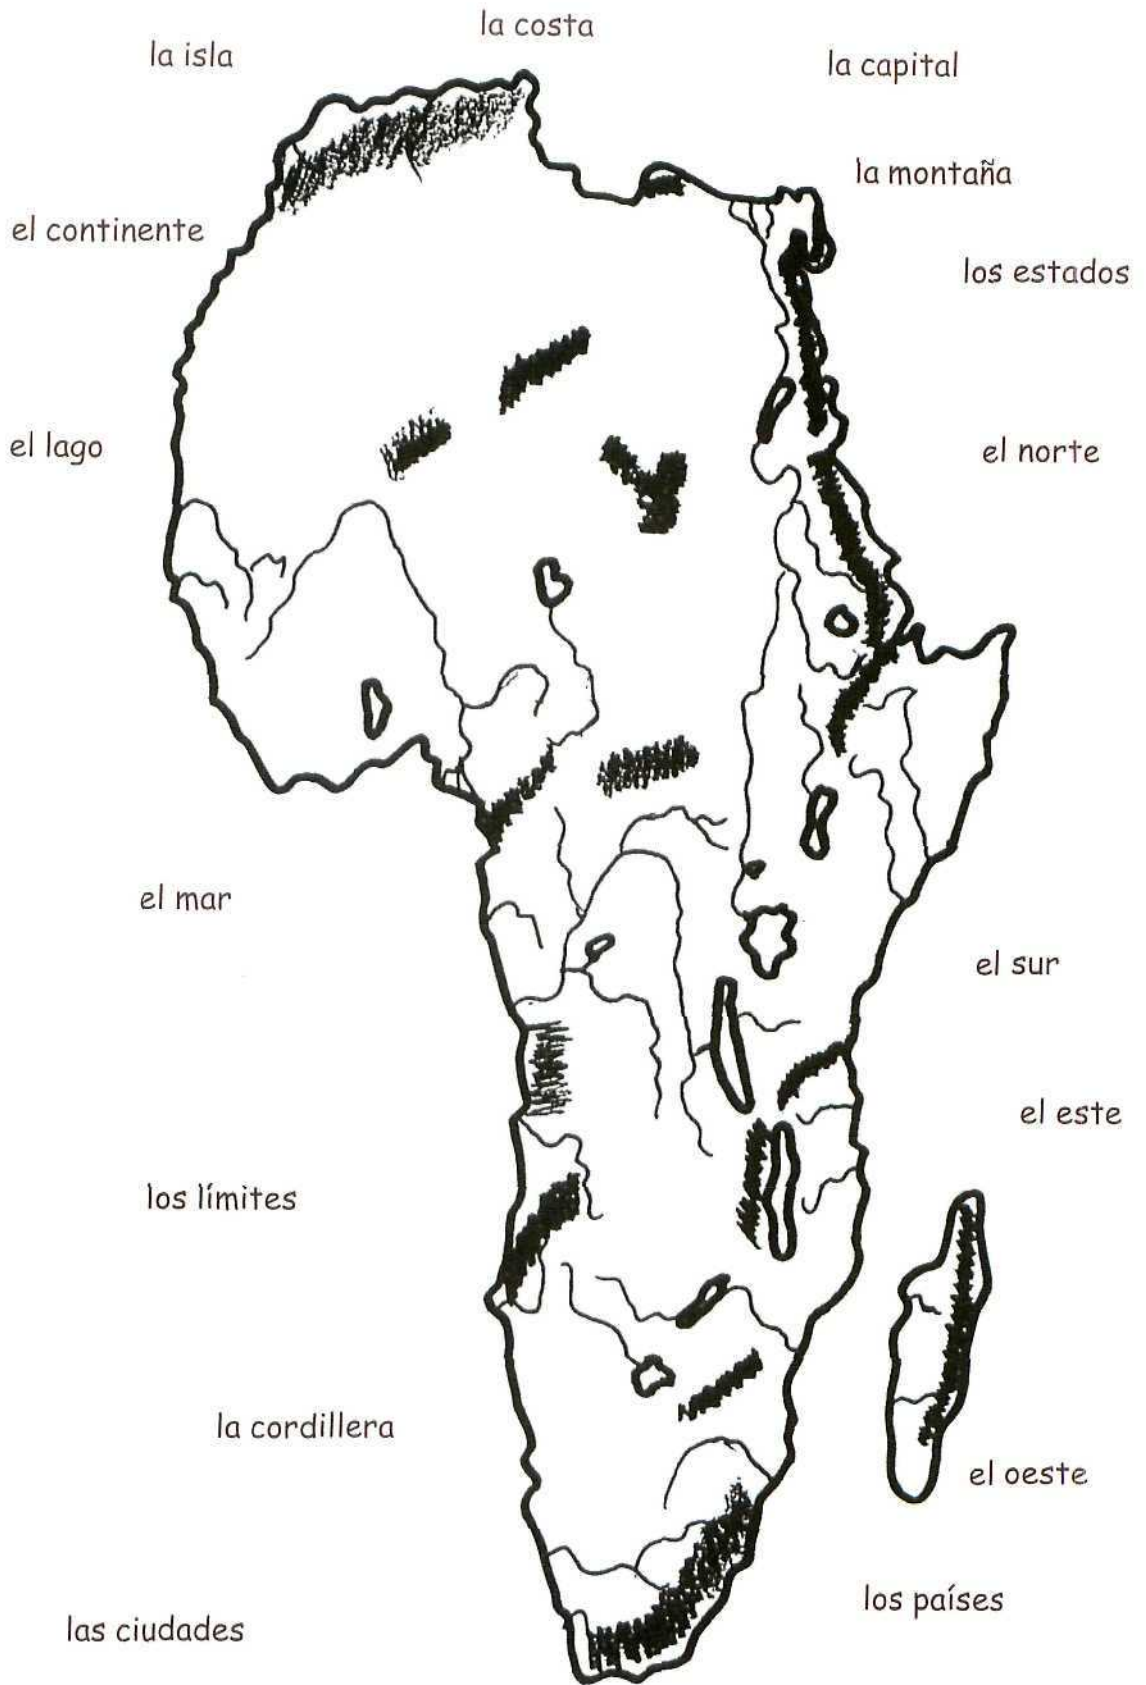 la costa
la isla
la capital
la montaña
el continente
los estados
el lago
el norte
el mar
el sur
el este
los límites
la cordillera
el oeste
los países
las ciudades